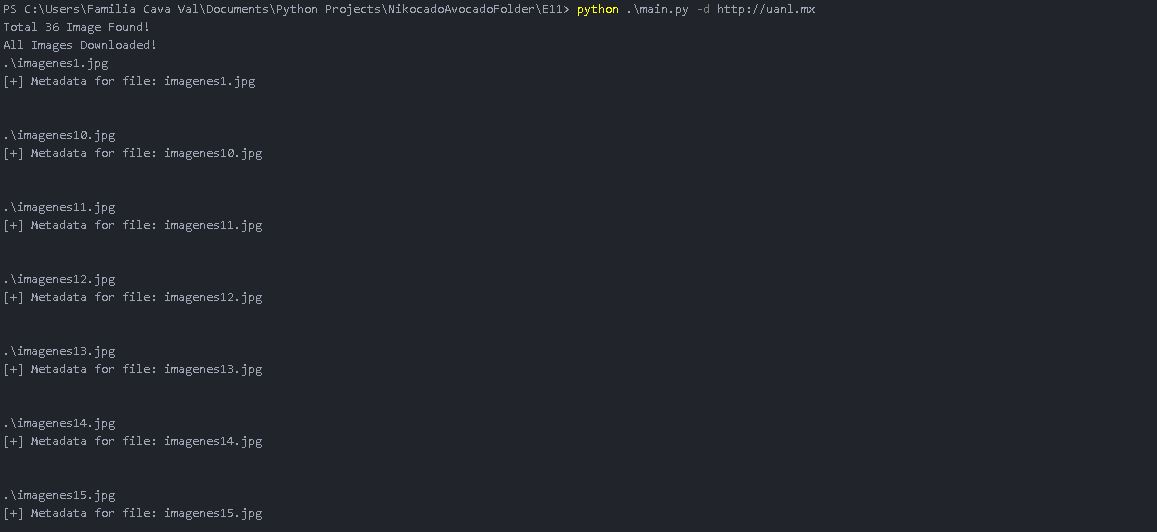 PS C:\Users\Familia Cava Val\Documents\Python Projects\NikocadoAvocadoFolder\E11> python .\main.py -d http://uanl.mx
Total 36 Image Found!
All Images Downloaded!
.\imagenes1.jpg
[+] Metadata for file: imagenes1.jpg
.\imagenes10.jpg
[+] Metadata for file: imagenes10.jpg
.\imagenes11.jpg
[+] Metadata for file: imagenes11.jpg
.\imagenes12.jpg
[+] Metadata for file: imagenes12.jpg
.\imagenes13.jpg
[+] Metadata for file: imagenes13.jpg
.\imagenes14.jpg
[+] Metadata for file: imagenes14.jpg
.\imagenes15.jpg
[+] Metadata for file: imagenes15.jpg